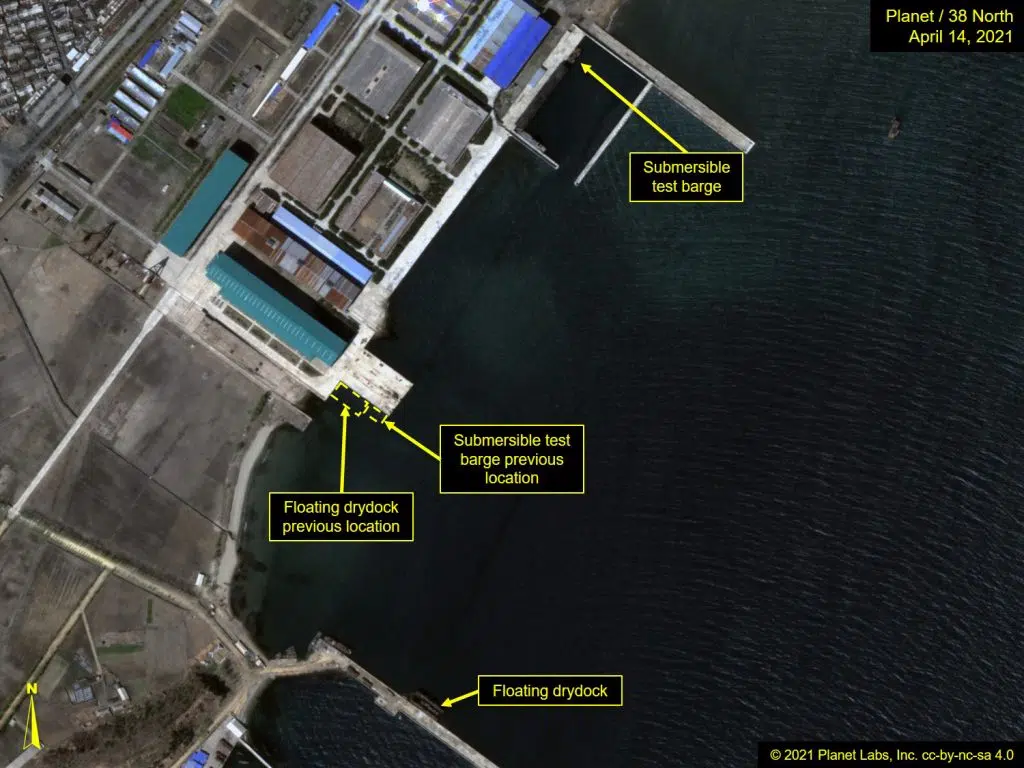 Planet / 38 North
April 14, 2021
Submersible
test barge
Submersible test
barge previous
location
Floating drydock
previous location
Floating drydock
N
© 2021 Planet Labs, Inc. cc-by-nc-sa 4.0